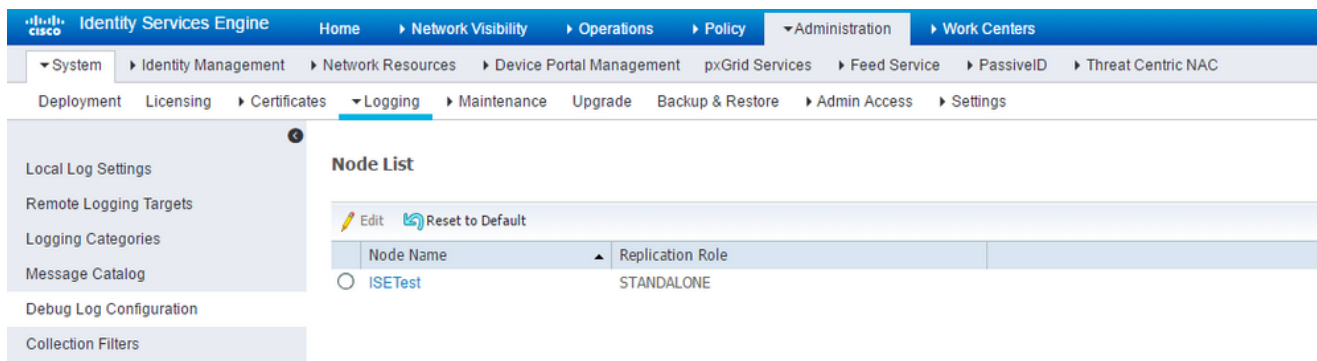 cisco Identity Services Engine Home Network Visibility Operations Policy Administration Work Centers
System Identity Management Network Resources Device Portal Management pxGrid Services Feed Service PassiveID Threat Centric NAC
Deployment Licensing Certificates Logging Maintenance Upgrade Backup & Restore Admin Access Settings
Local Log Settings
Remote Logging Targets
Logging Categories
Message Catalog
Debug Log Configuration
Collection Filters
Node List
Edit Reset to Default
Node Name Replication Role
ISETest STANDALONE